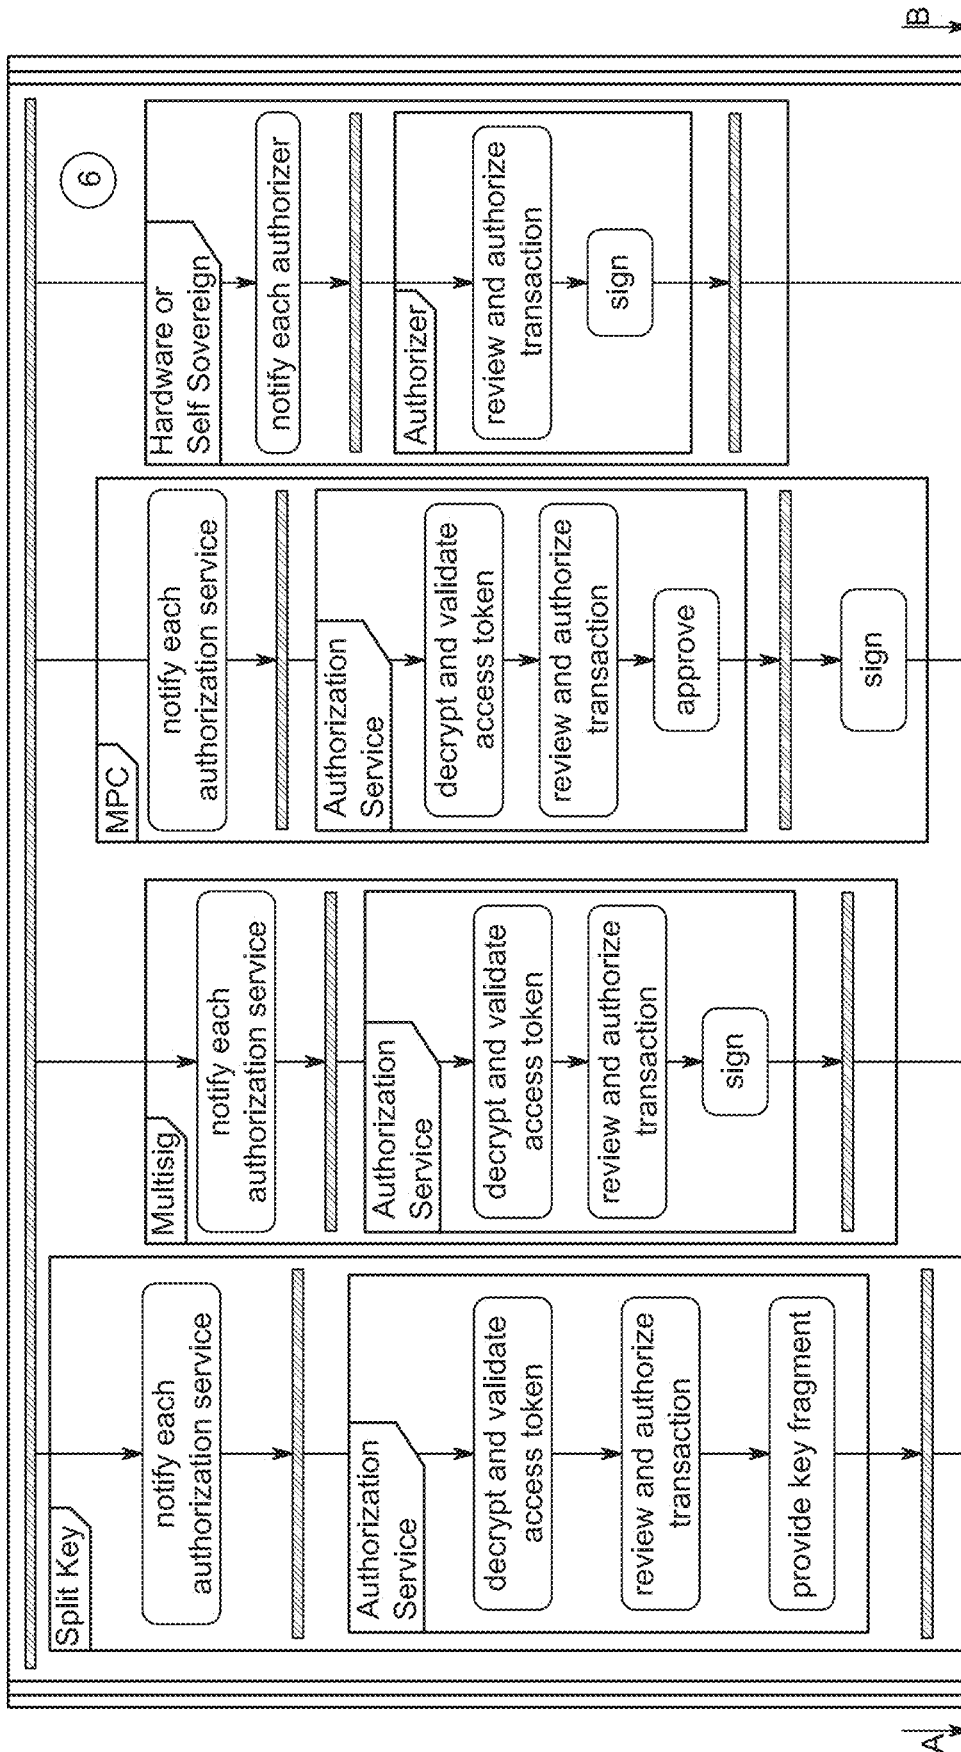 Split Key
notify each
authorization service
Authorization
Service
decrypt and validate
access token
review and authorize
transaction
provide key fragment
Multisig
notify each
authorization service
Authorization
Service
decrypt and validate
access token
review and authorize
transaction
sign
MPC
notify each
authorization service
Authorization
Service
decrypt and validate
access token
review and authorize
transaction
approve
sign
6
Hardware or
Self Sovereign
notify each authorizer
Authorizer
review and authorize
transaction
sign
A
B